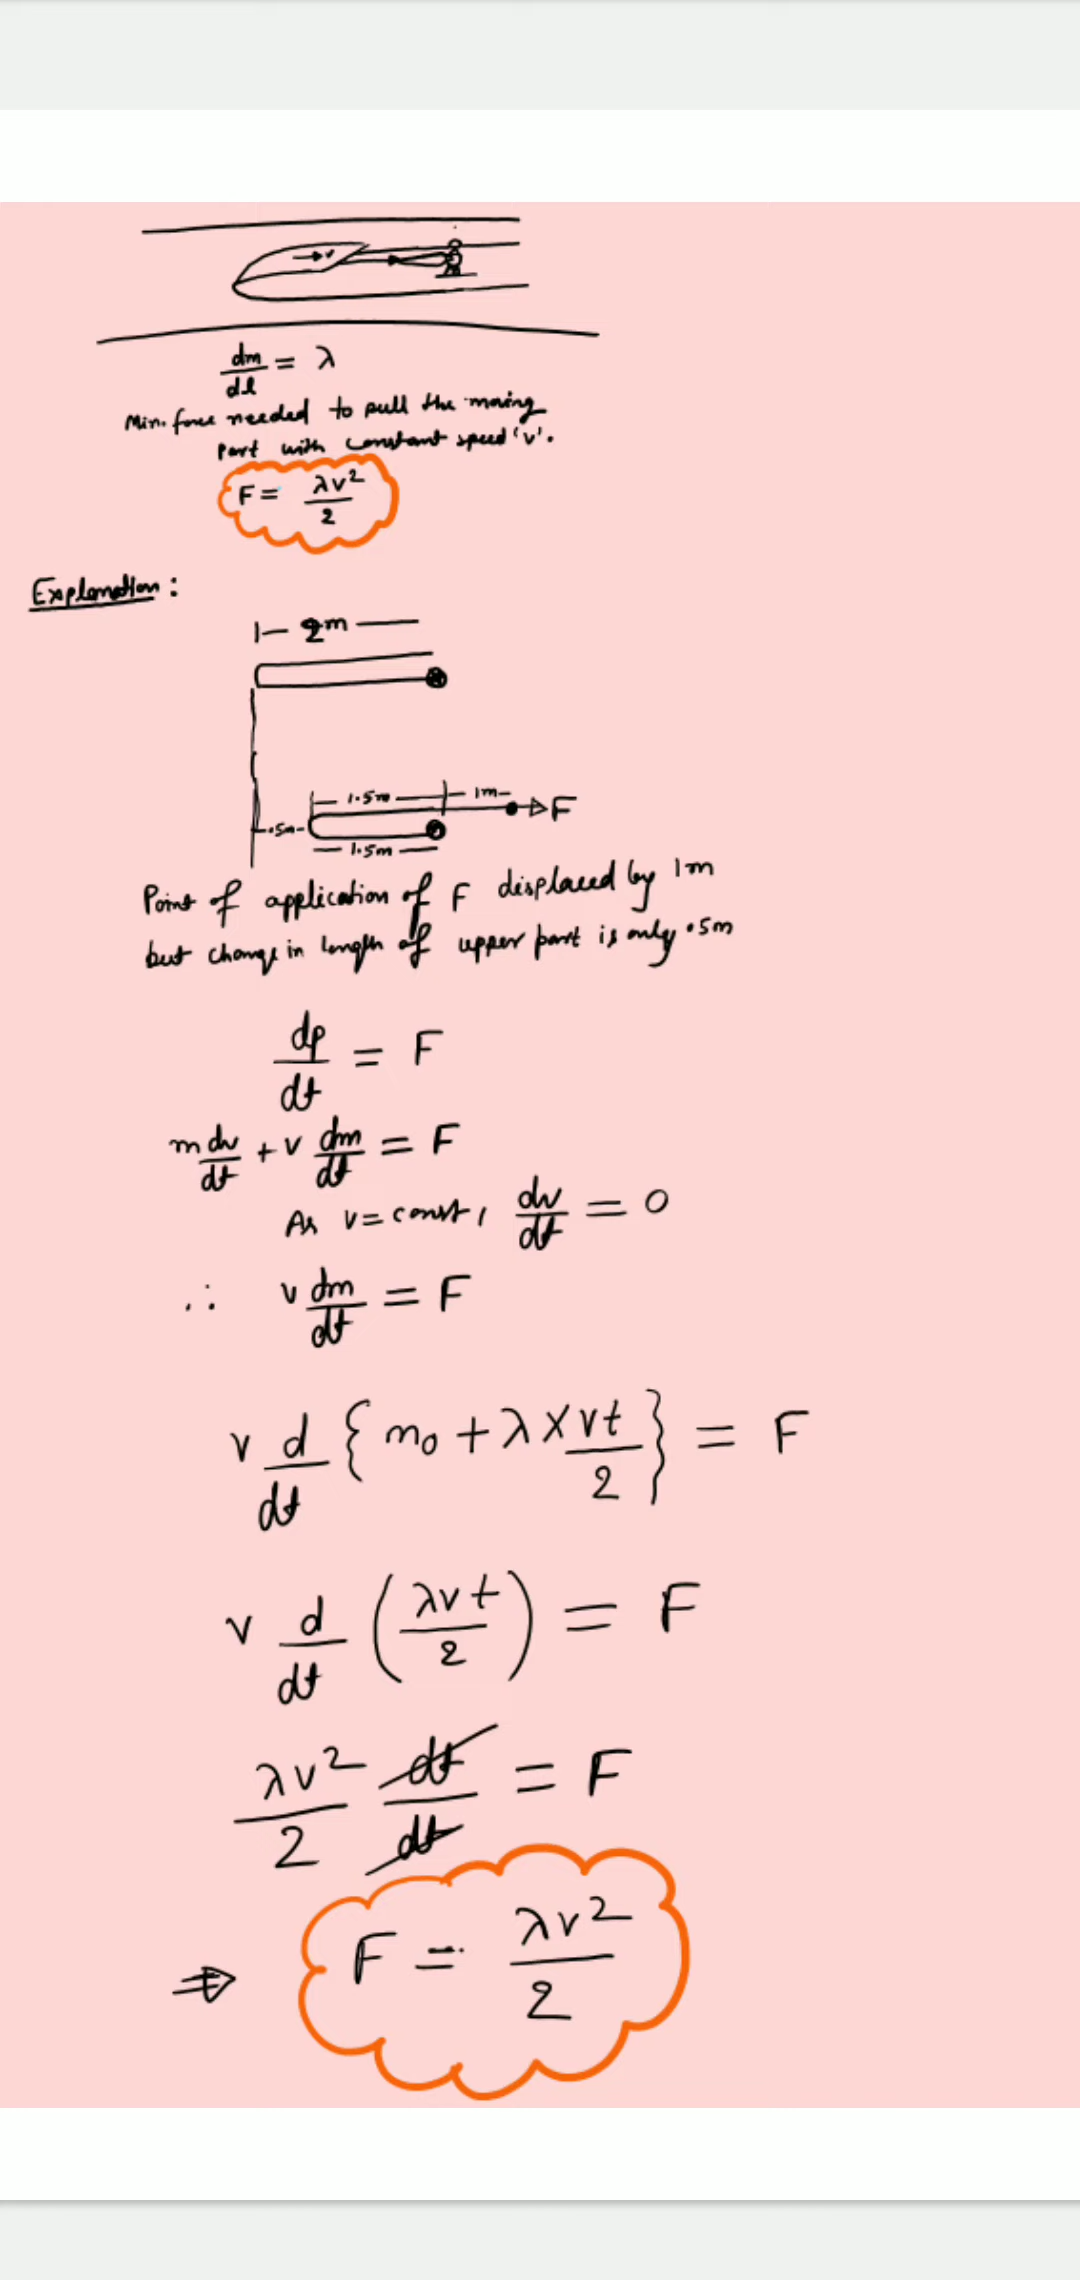 →v
dm/dl = λ
Min. force needed to pull the moving
part with constant speed 'v'.
F = λv²/2
Explanation :
|— 2m —
|— 1.5m —|— 1m —
→ F
.5m
— 1.5m —
Point of application of F displaced by 1m
but change in length of upper part is only .5m
dp/dt = F
m dv/dt + v dm/dt = F
As v = const, dv/dt = 0
∴ v dm/dt = F
v d/dt { m₀ + λ × vt/2 } = F
v d/dt ( λvt/2 ) = F
λv²/2 dt/dt = F
⇒ F = λv²/2